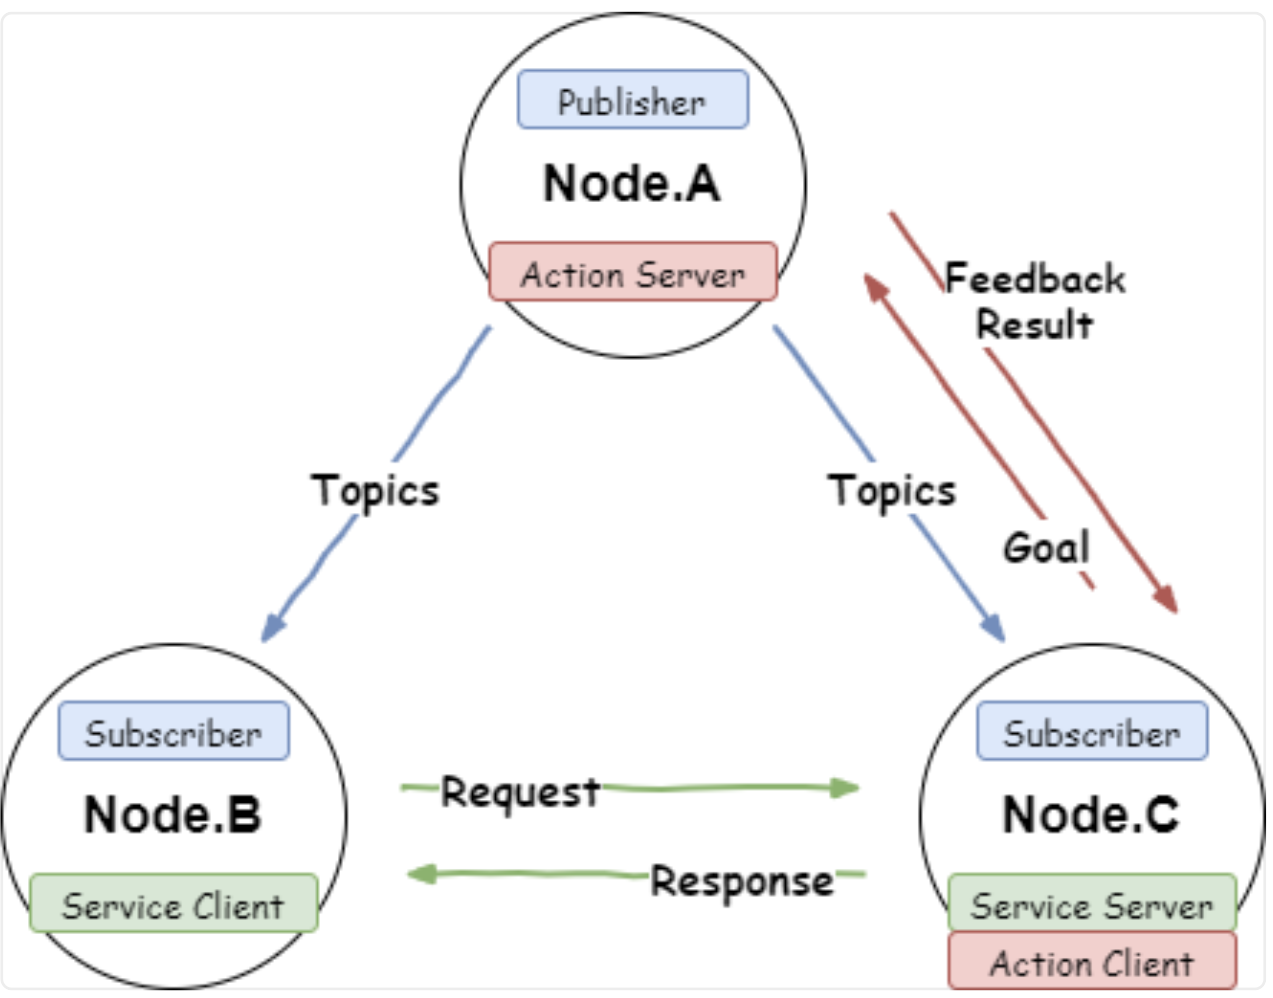 Publisher
Node.A
Action Server
Feedback
Result
Topics
Topics
Goal
Subscriber
Node.B
Service Client
Request
Response
Subscriber
Node.C
Service Server
Action Client